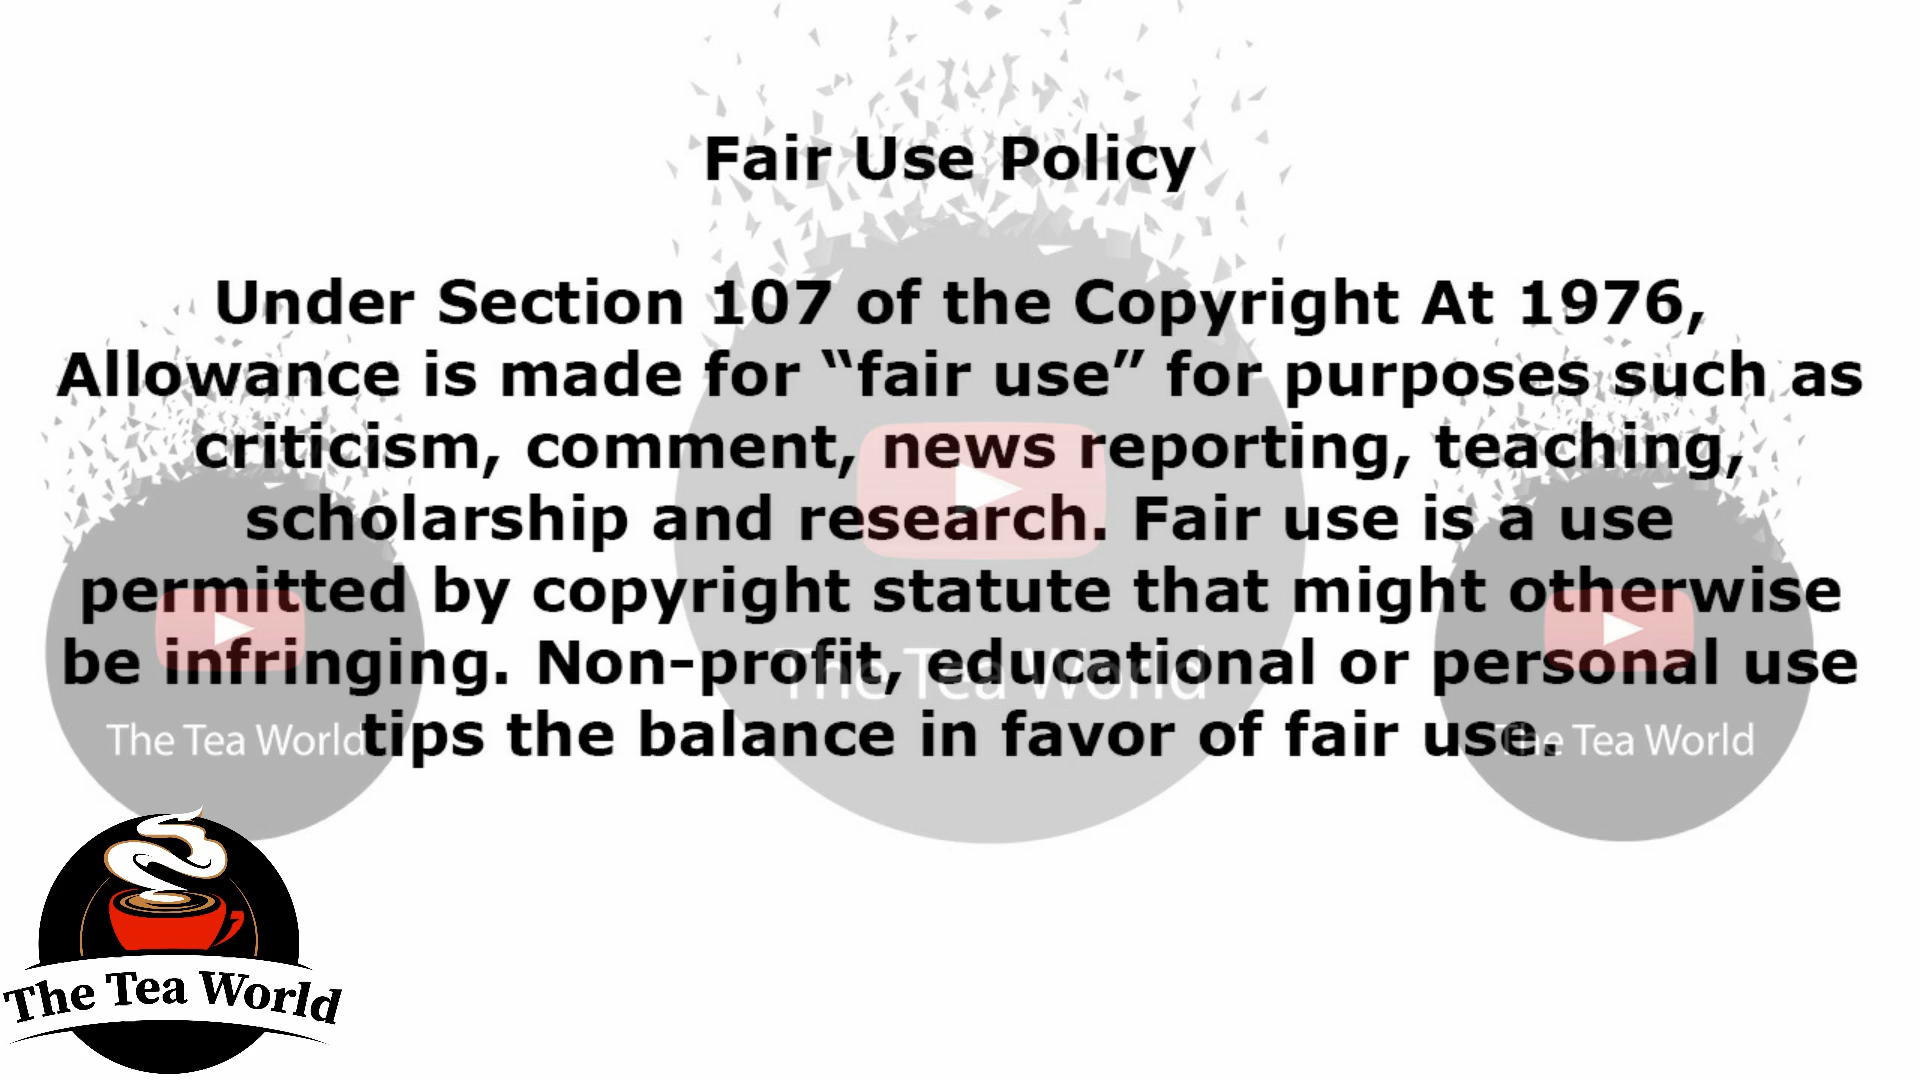 Fair Use Policy
Under Section 107 of the Copyright At 1976,
Allowance is made for “fair use” for purposes such as
criticism, comment, news reporting, teaching,
scholarship and research. Fair use is a use
permitted by copyright statute that might otherwise
be infringing. Non-profit, educational or personal use
The Tea World
tips the balance in favor of fair use.
The Tea World
The Tea World
The Tea World